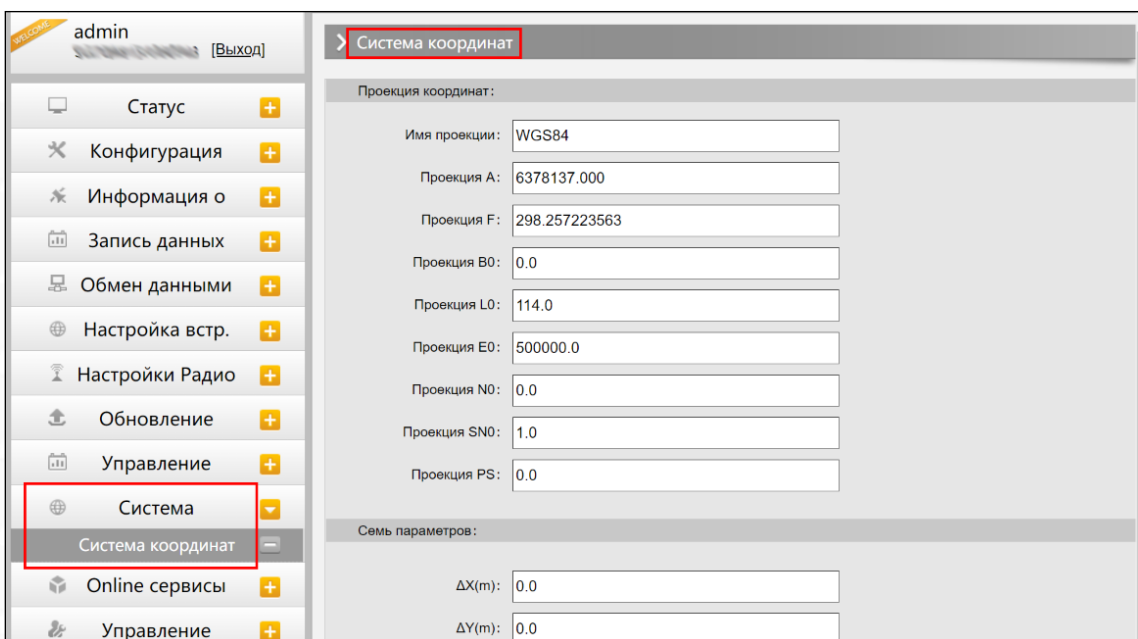 WELCOME
admin
[Выход]
Статус
Конфигурация
Информация о
Запись данных
Обмен данными
Настройка встр.
Настройки Радио
Обновление
Управление
Система
Система координат
Online сервисы
Управление
Система координат
Проекция координат:
Имя проекции: WGS84
Проекция A: 6378137.000
Проекция F: 298.257223563
Проекция B0: 0.0
Проекция L0: 114.0
Проекция E0: 500000.0
Проекция N0: 0.0
Проекция SN0: 1.0
Проекция PS: 0.0
Семь параметров:
ΔX(m): 0.0
ΔY(m): 0.0